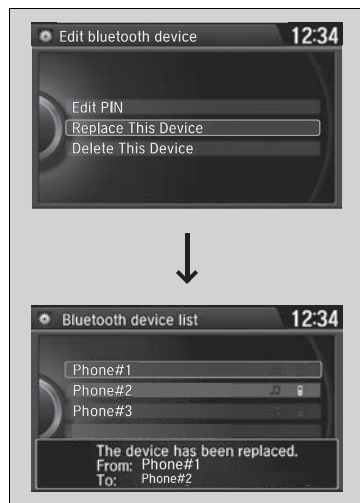 Edit bluetooth device 12:34
Edit PIN
Replace This Device
Delete This Device
Bluetooth device list 12:34
Phone#1
Phone#2
Phone#3
The device has been replaced.
From: Phone#1
To: Phone#2